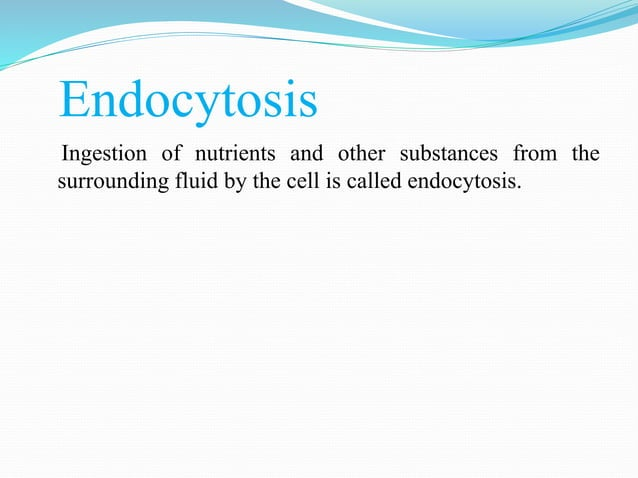 Endocytosis
Ingestion of nutrients and other substances from the
surrounding fluid by the cell is called endocytosis.